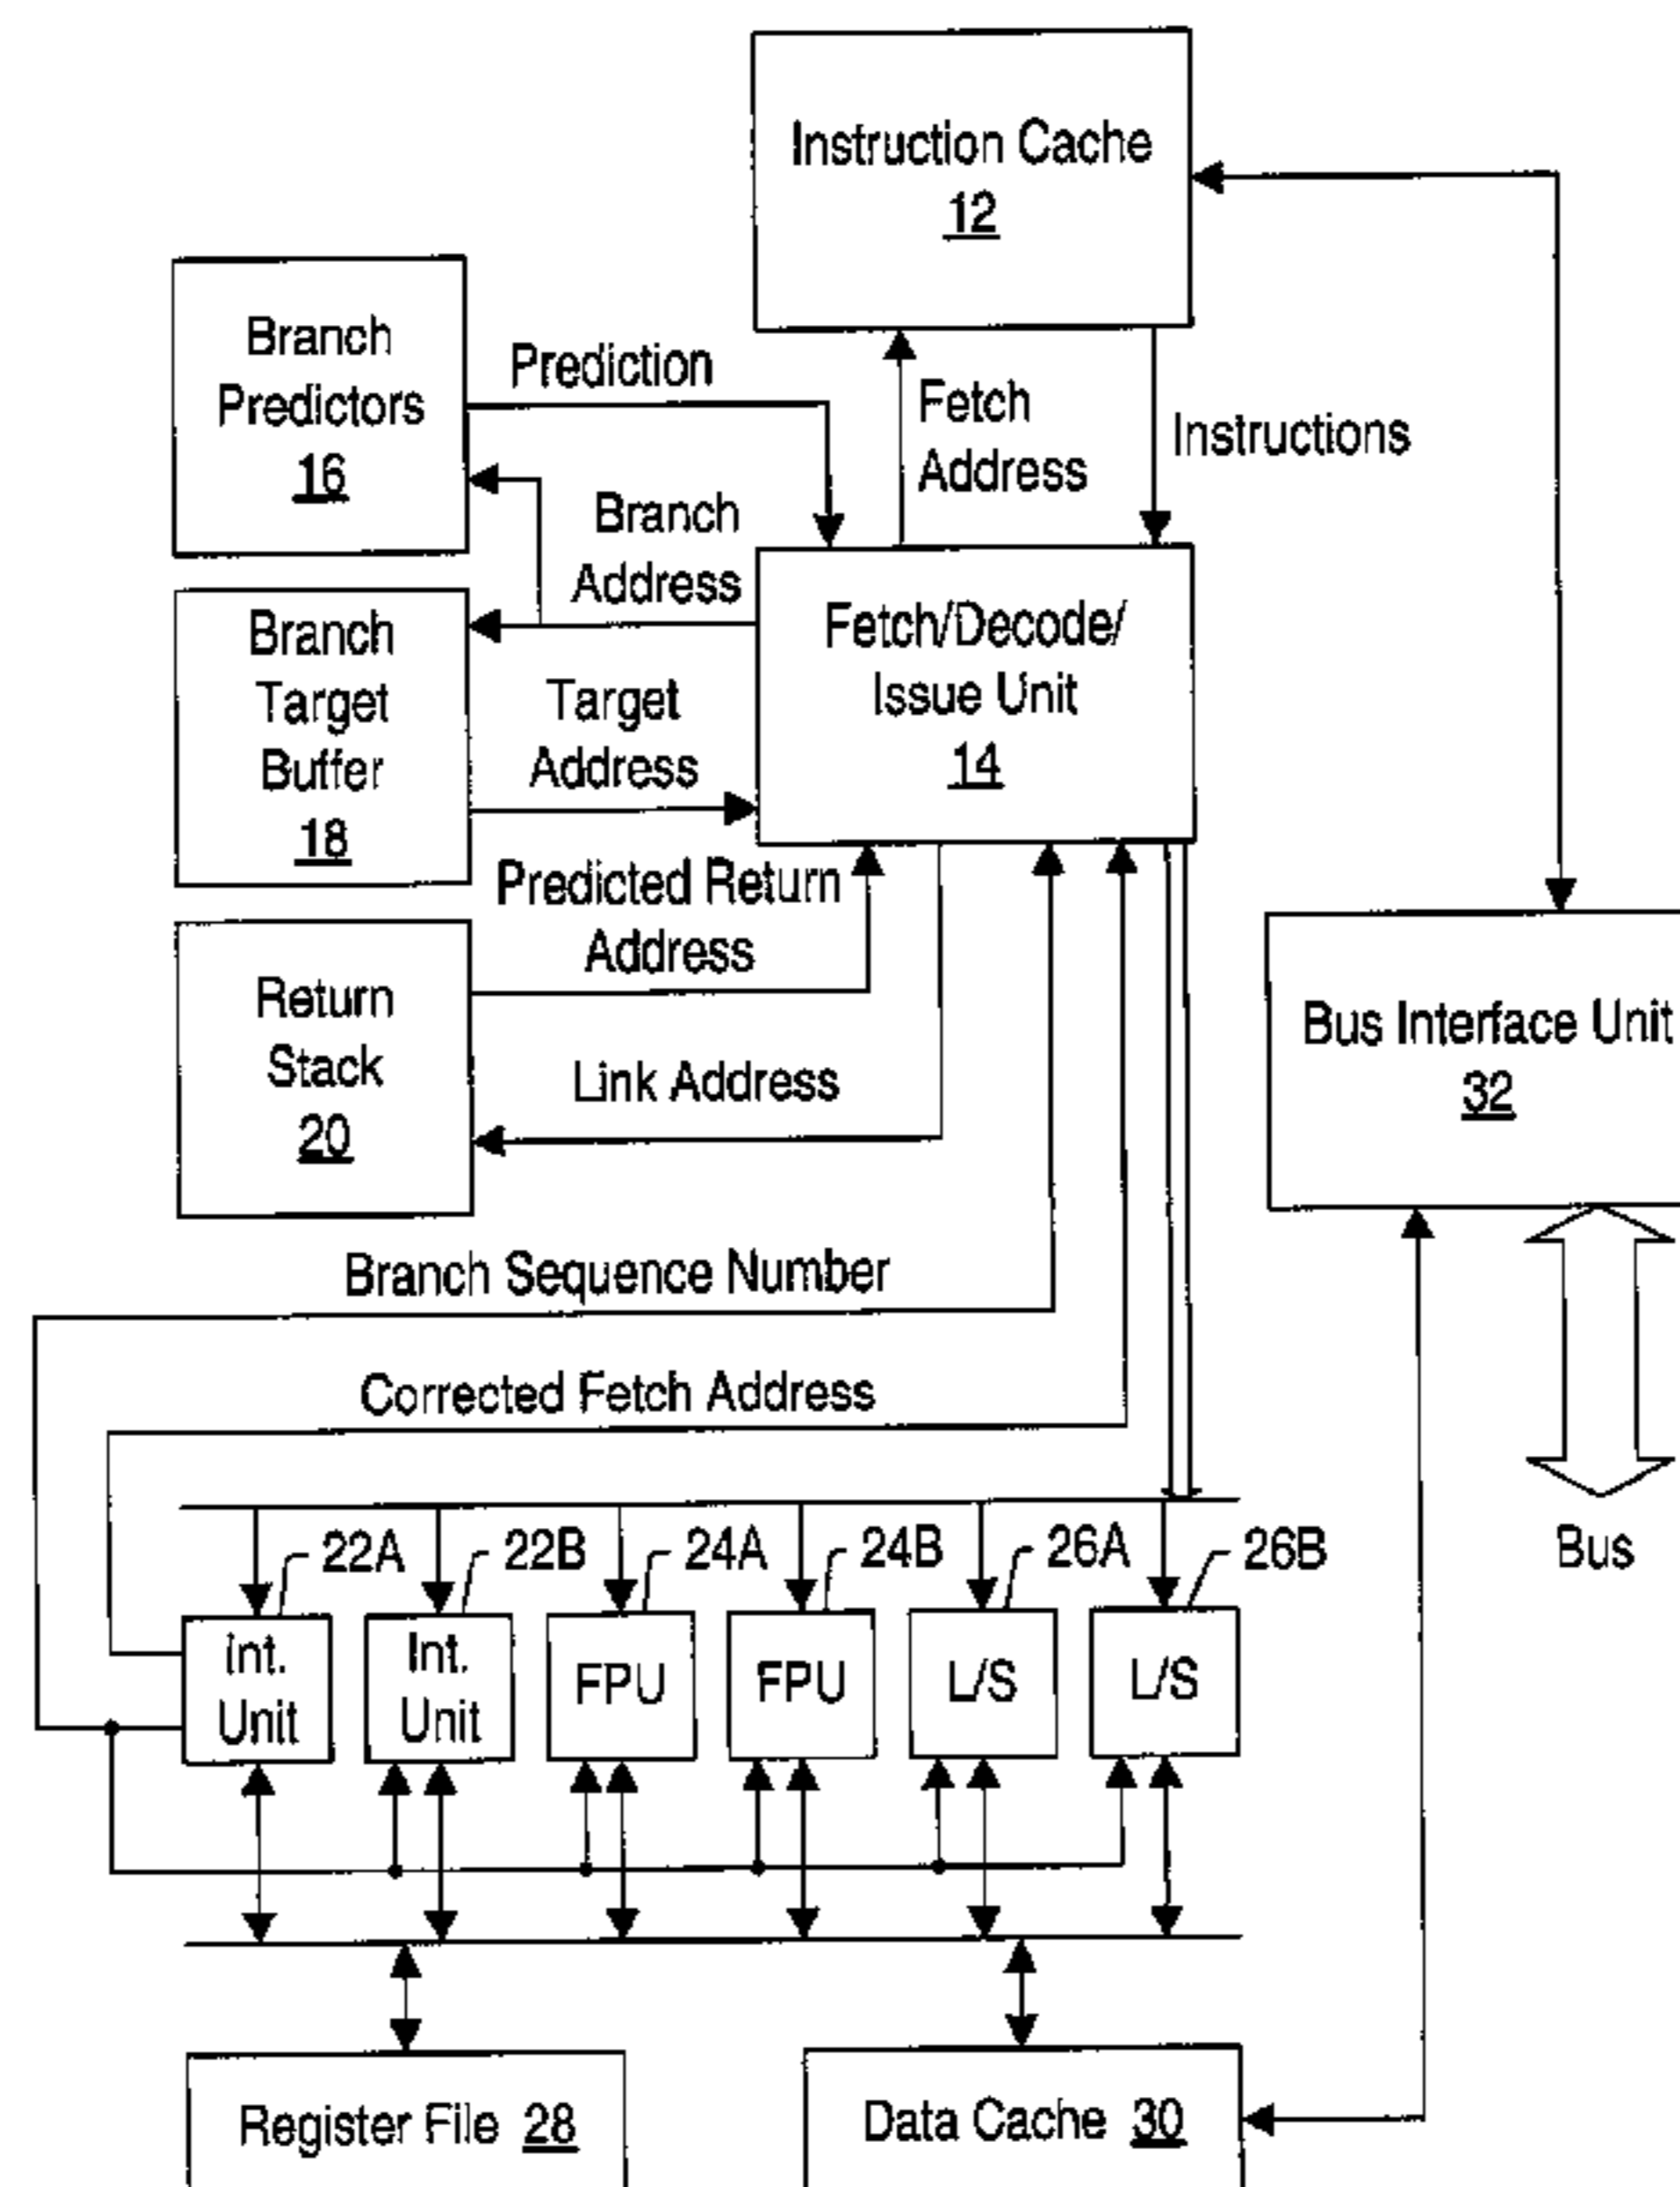 Instruction Cache
12
Branch
Predictors
16
Prediction
Fetch
Address
Instructions
Branch
Address
Branch
Target
Buffer
18
Target
Address
Fetch/Decode/
Issue Unit
14
Predicted Return
Address
Return
Stack
20
Link Address
Bus Interface Unit
32
Branch Sequence Number
Corrected Fetch Address
Bus
22A
22B
24A
24B
26A
26B
Int.
Unit
Int.
Unit
FPU
FPU
L/S
L/S
Register File 28
Data Cache 30